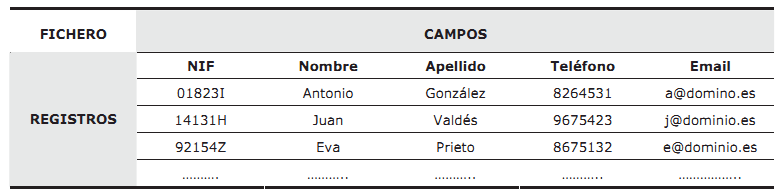 FICHERO CAMPOS
NIF Nombre Apellido Teléfono Email
01823I Antonio González 8264531 a@domino.es
REGISTROS 14131H Juan Valdés 9675423 j@dominio.es
92154Z Eva Prieto 8675132 e@dominio.es
………. ……….. ……….. ……….. ……………..